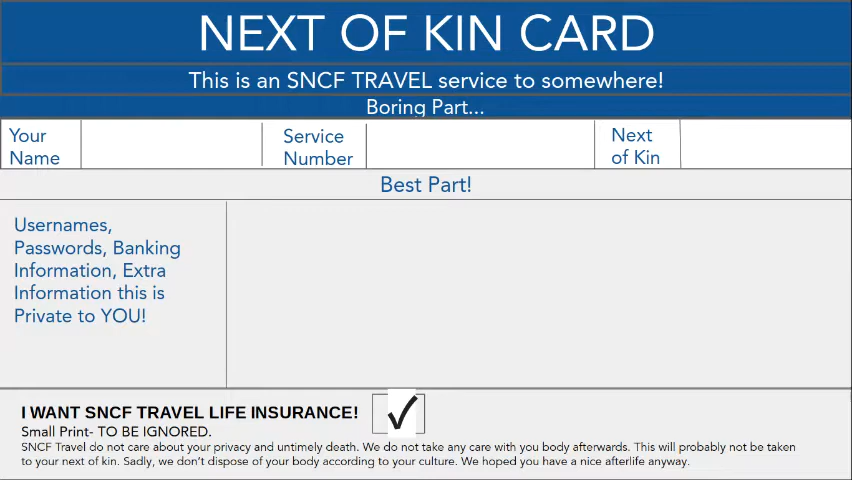 NEXT OF KIN CARD
This is an SNCF TRAVEL service to somewhere!
Boring Part...
Your
Name
Service
Number
Next
of Kin
Best Part!
Usernames,
Passwords, Banking
Information, Extra
Information this is
Private to YOU!
I WANT SNCF TRAVEL LIFE INSURANCE!
Small Print- TO BE IGNORED.
SNCF Travel do not care about your privacy and untimely death. We do not take any care with you body afterwards. This will probably not be taken
to your next of kin. Sadly, we don't dispose of your body according to your culture. We hoped you have a nice afterlife anyway.